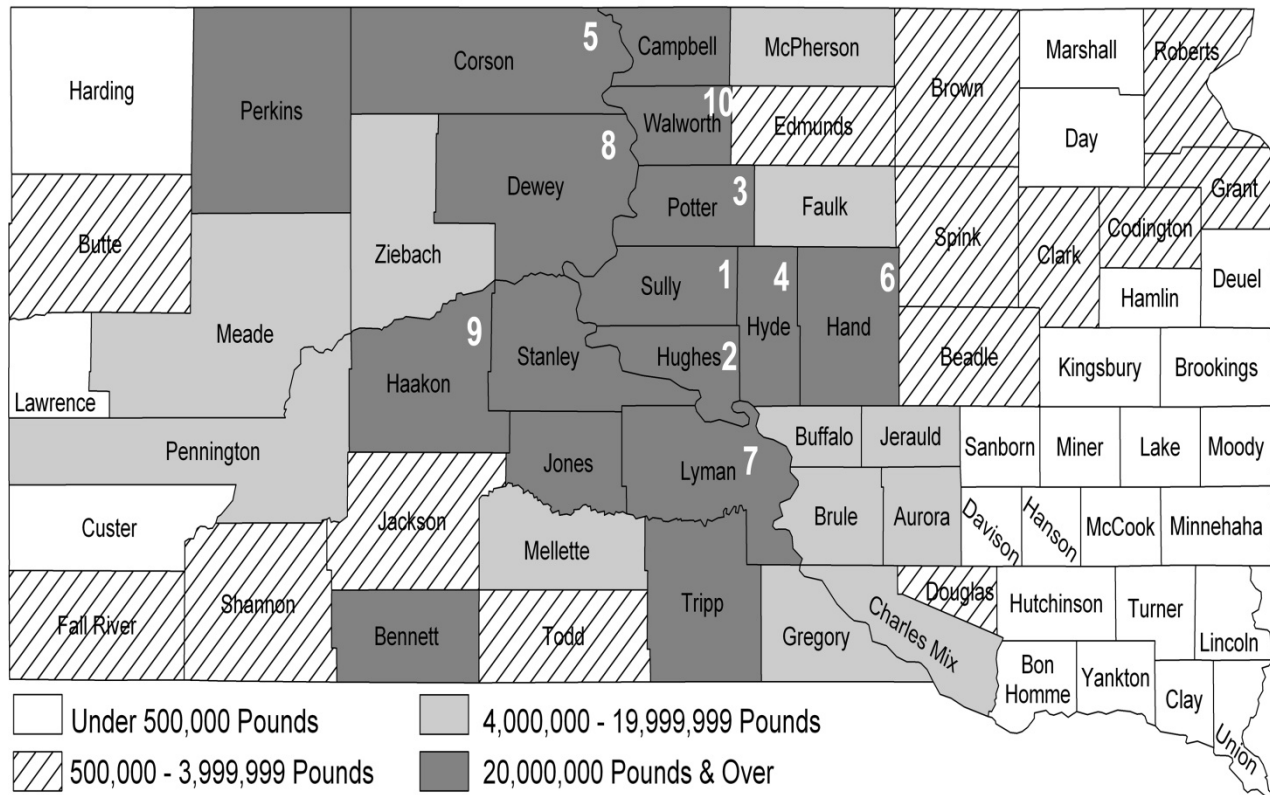 Harding
Perkins
Corson
5
Campbell
McPherson
Brown
Marshall
Roberts
Walworth
10
Edmunds
Day
Dewey
8
Butte
Ziebach
Potter
3
Faulk
Spink
Clark
Codington
Grant
Deuel
Hamlin
Meade
Sully
1
Hyde
4
Hand
6
Stanley
Hughes
2
Haakon
9
Beadle
Kingsbury
Brookings
Lawrence
Pennington
Jones
Lyman
7
Buffalo
Jerauld
Sanborn
Miner
Lake
Moody
Custer
Jackson
Mellette
Brule
Aurora
Davison
Hanson
McCook
Minnehaha
Fall River
Shannon
Bennett
Todd
Tripp
Gregory
Charles Mix
Douglas
Hutchinson
Turner
Lincoln
Bon
Homme
Yankton
Clay
Union
Under 500,000 Pounds
4,000,000 - 19,999,999 Pounds
500,000 - 3,999,999 Pounds
20,000,000 Pounds & Over